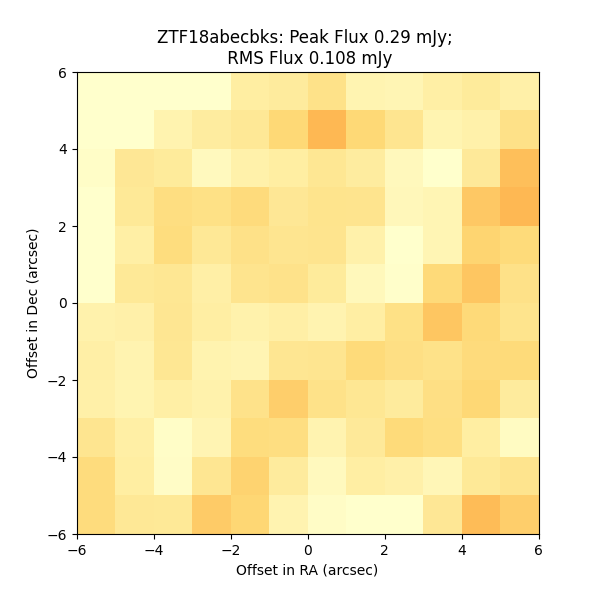 ZTF18abecbks: Peak Flux 0.29 mJy;
RMS Flux 0.108 mJy
6
4
2
0
−2
−4
−6
Offset in Dec (arcsec)
−6 −4 −2 0 2 4 6
Offset in RA (arcsec)